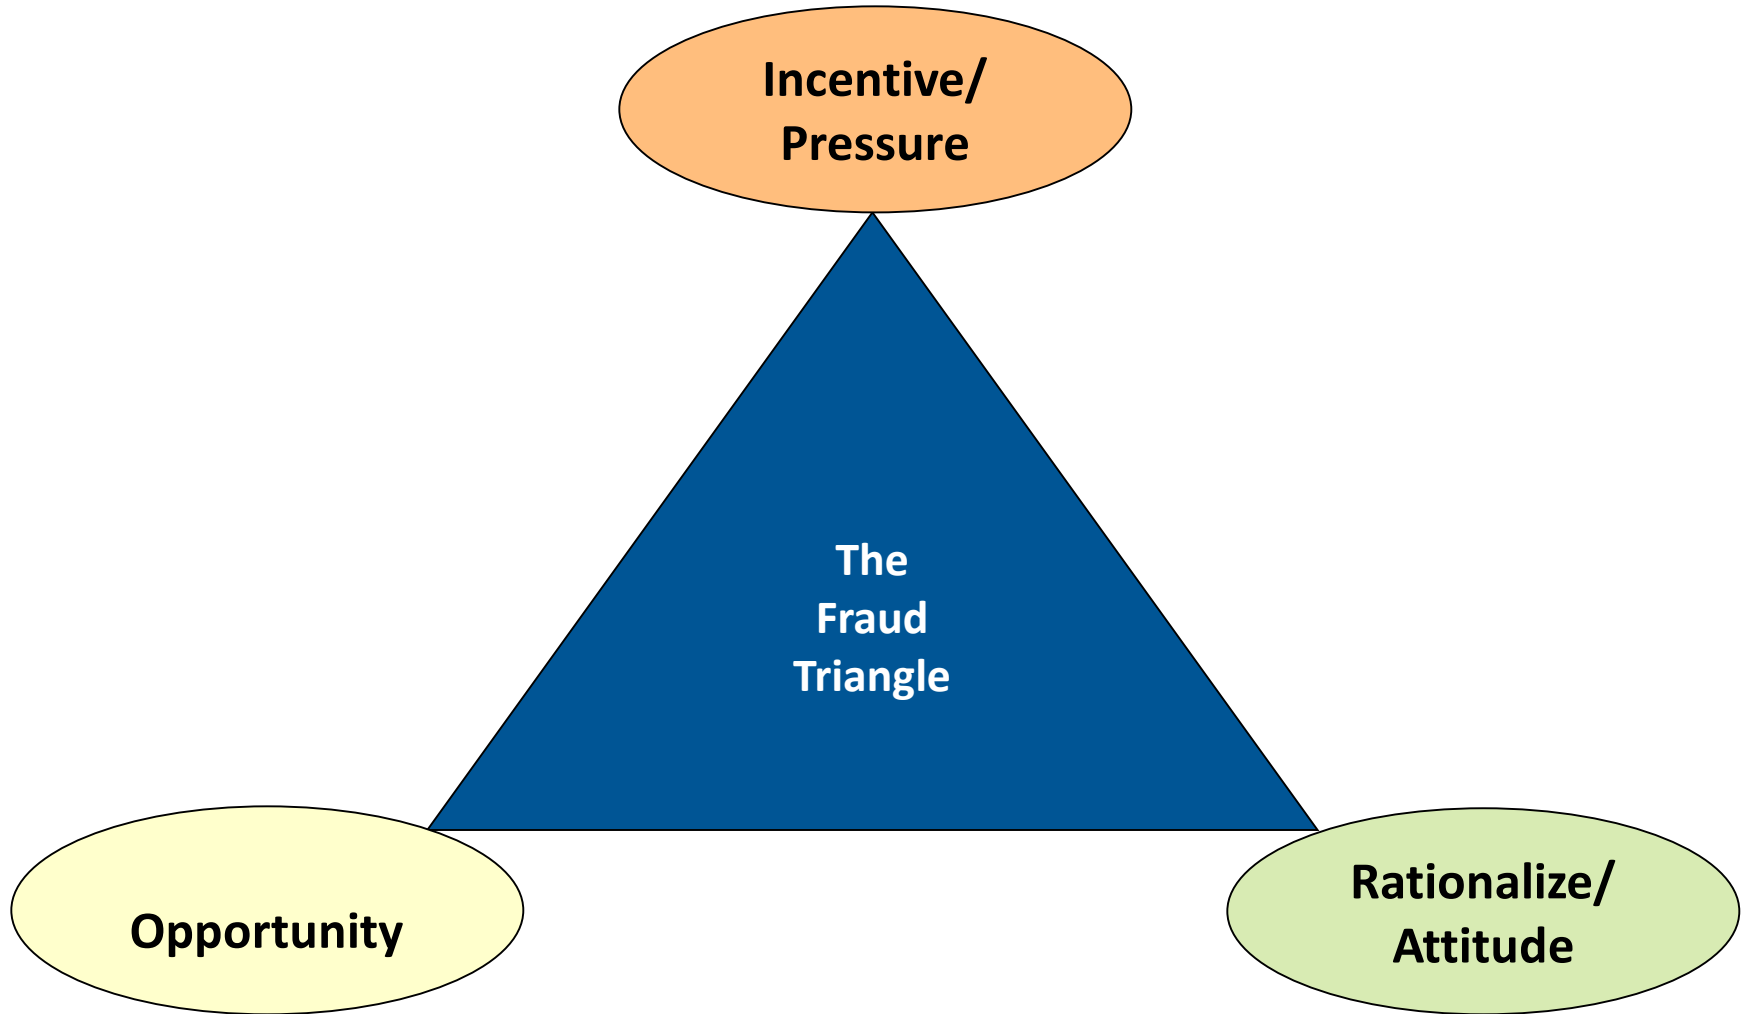 Incentive/
Pressure
The
Fraud
Triangle
Opportunity
Rationalize/
Attitude